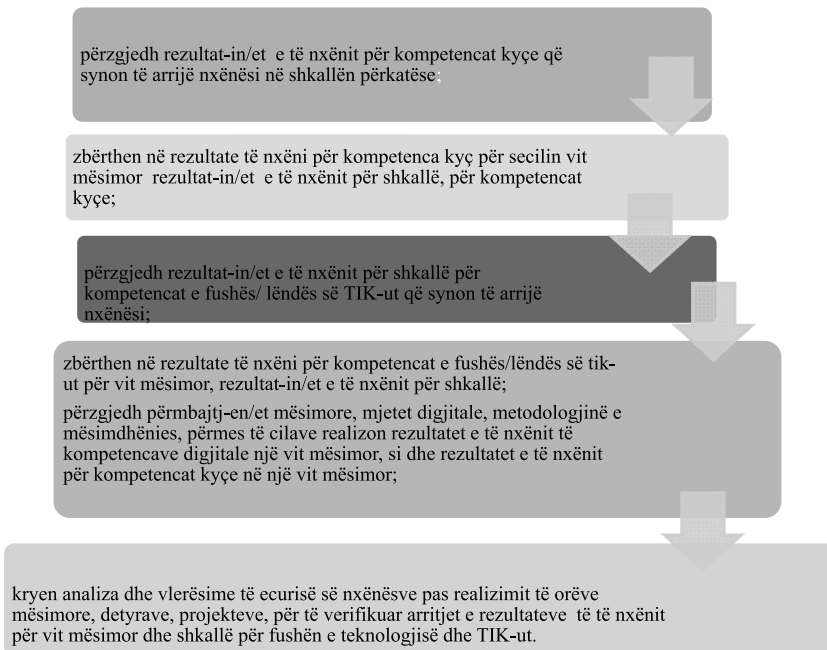 përzgjedh rezultat-in/et e të nxënit për kompetencat kyçe që
synon të arrijë nxënësi në shkallën përkatëse;
zbërthen në rezultate të nxëni për kompetenca kyç për secilin vit
mësimor rezultat-in/et e të nxënit për shkallë, për kompetencat
kyçe;
përzgjedh rezultat-in/et e të nxënit për shkallë për
kompetencat e fushës/ lëndës së TIK-ut që synon të arrijë
nxënësi;
zbërthen në rezultate të nxëni për kompetencat e fushës/lëndës së tik-
ut për vit mësimor, rezultat-in/et e të nxënit për shkallë;
përzgjedh përmbajtj-en/et mësimore, mjetet digjitale, metodologjinë e
mësimdhënies, përmes të cilave realizon rezultatet e të nxënit të
kompetencave digjitale një vit mësimor, si dhe rezultatet e të nxënit
për kompetencat kyçe në një vit mësimor;
kryen analiza dhe vlerësime të ecurisë së nxënësve pas realizimit të orëve
mësimore, detyrave, projekteve, për të verifikuar arritjet e rezultateve të të nxënit
për vit mësimor dhe shkallë për fushën e teknologjisë dhe TIK-ut.